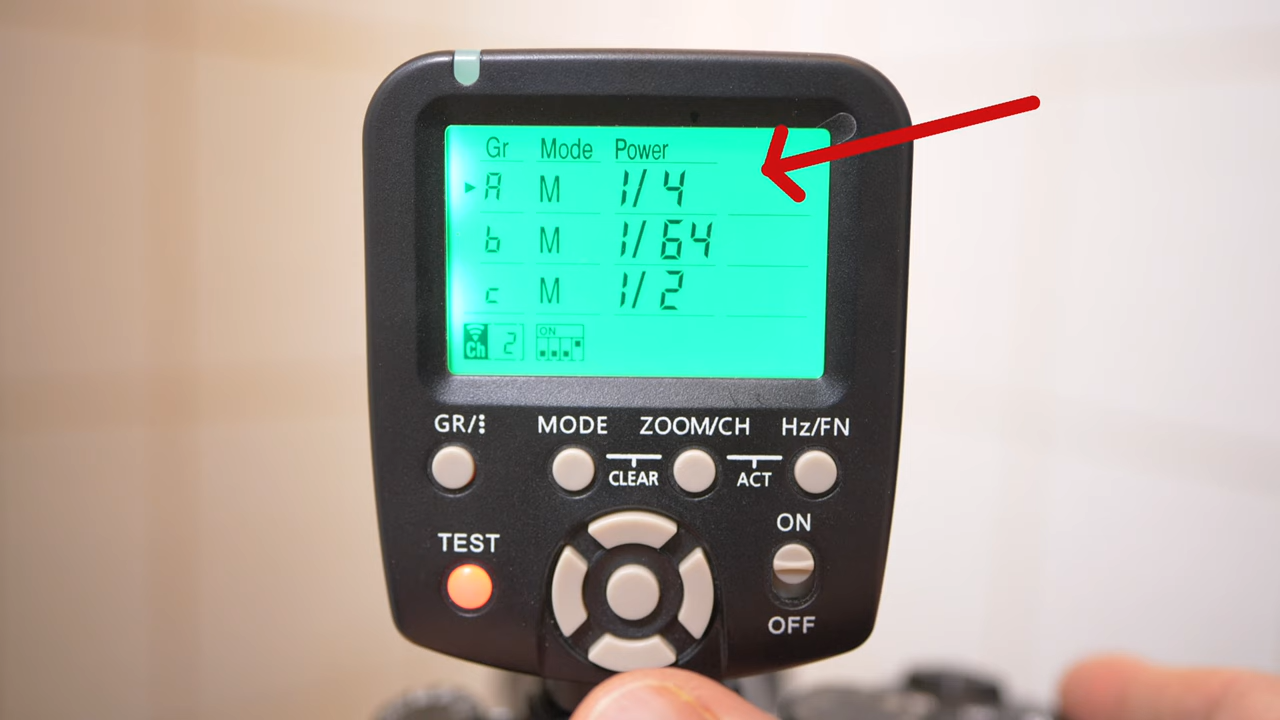 Gr Mode Power
A M 1/4
b M 1/64
c M 1/2
Ch 2 ON
GR/⋮ MODE ZOOM/CH Hz/FN
CLEAR ACT
TEST
ON
OFF